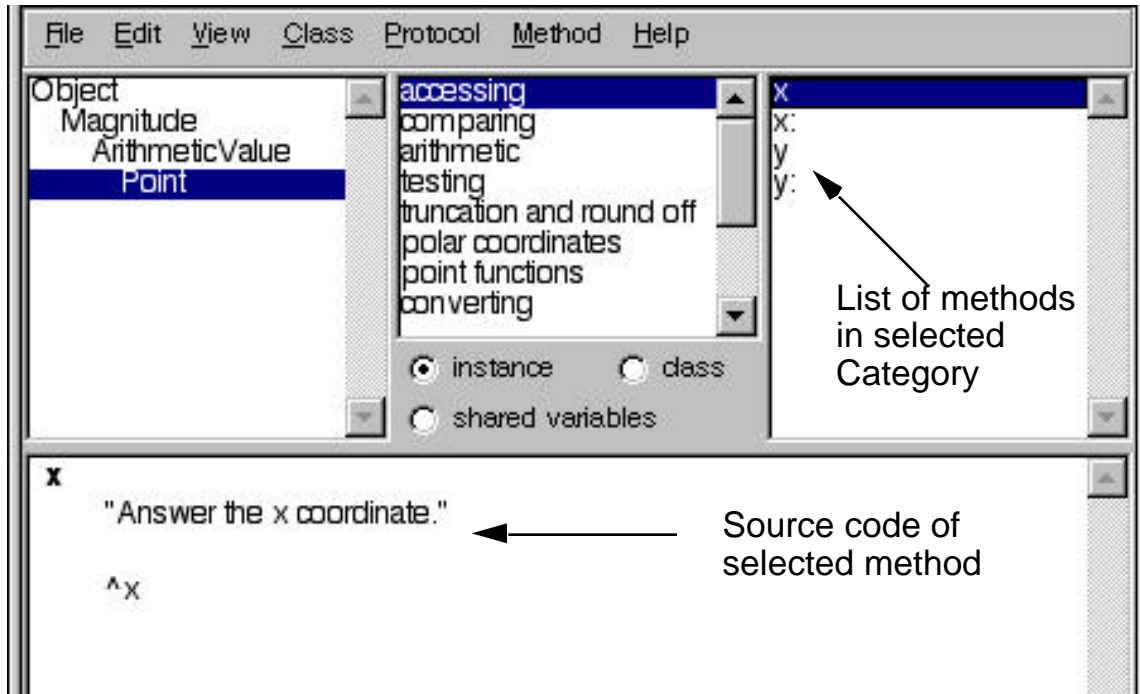 File Edit View Class Protocol Method Help
Object
Magnitude
ArithmeticValue
Point
accessing
comparing
arithmetic
testing
truncation and round off
polar coordinates
point functions
converting
instance class
shared variables
x
x:
y
y:
List of methods
in selected
Category
x
"Answer the x coordinate."
^x
Source code of
selected method